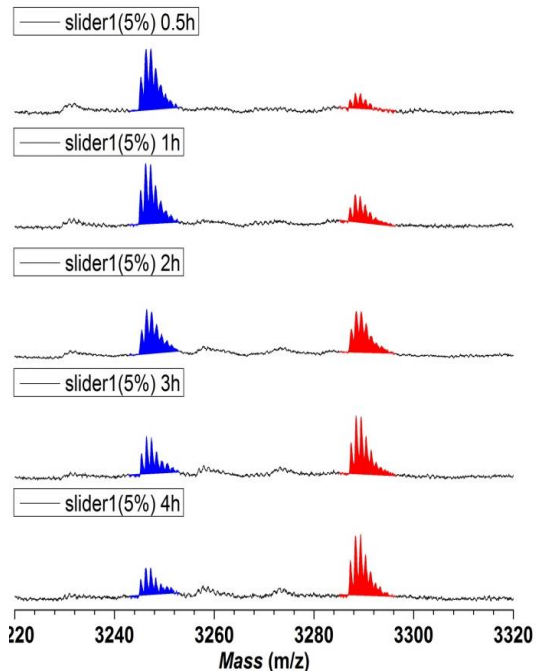 slider1(5%) 0.5h
slider1(5%) 1h
slider1(5%) 2h
slider1(5%) 3h
slider1(5%) 4h
220 3240 3260 3280 3300 3320
Mass (m/z)